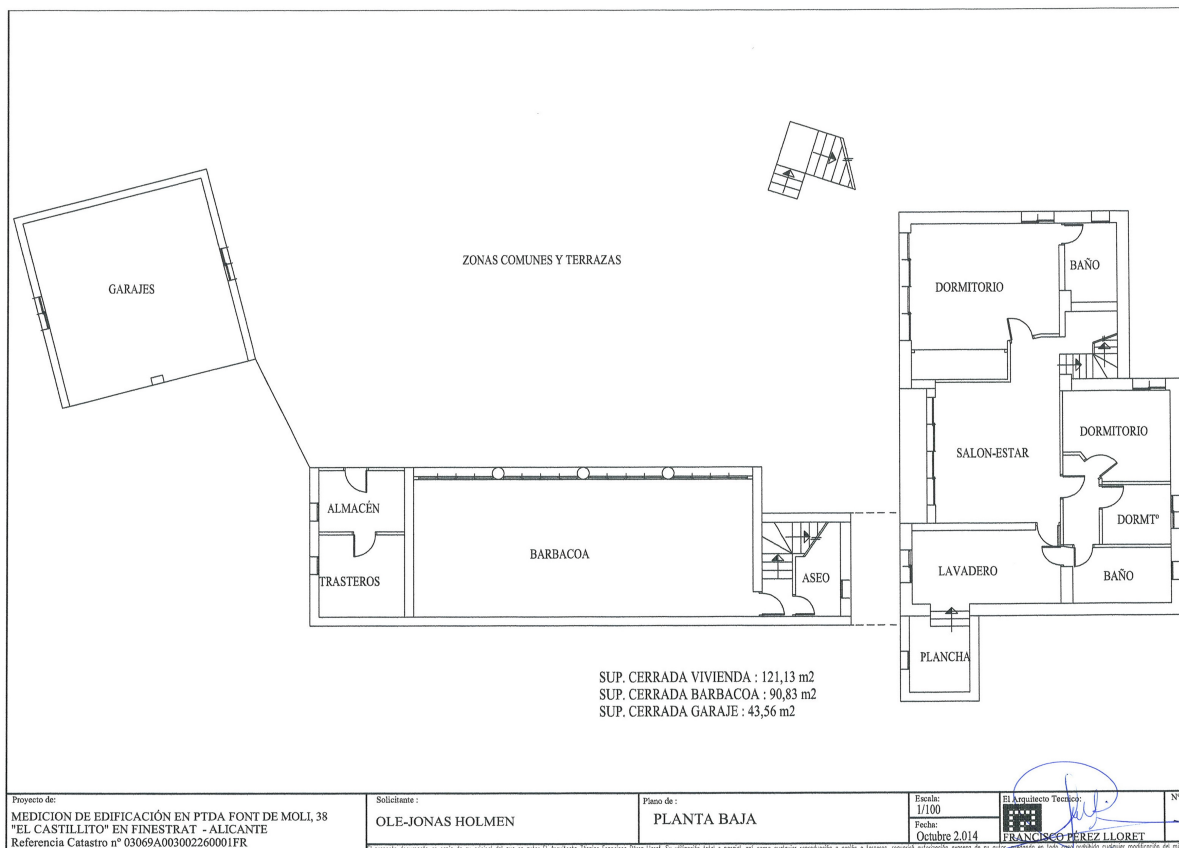 ZONAS COMUNES Y TERRAZAS
GARAJES
DORMITORIO
BAÑO
SALON-ESTAR
DORMITORIO
DORMTº
ALMACÉN
TRASTEROS
BARBACOA
ASEO
LAVADERO
BAÑO
PLANCHA
SUP. CERRADA VIVIENDA : 121,13 m2
SUP. CERRADA BARBACOA : 90,83 m2
SUP. CERRADA GARAJE : 43,56 m2
Proyecto de:
MEDICION DE EDIFICACIÓN EN PTDA FONT DE MOLI, 38
"EL CASTILLITO" EN FINESTRAT - ALICANTE
Referencia Catastro nº 03069A003002260001FR
Solicitante :
OLE-JONAS HOLMEN
Plano de :
PLANTA BAJA
Escala:
1/100
Fecha:
Octubre 2.014
El Arquitecto Tecnico:
FRANCISCO PÉREZ LLORET
Nº